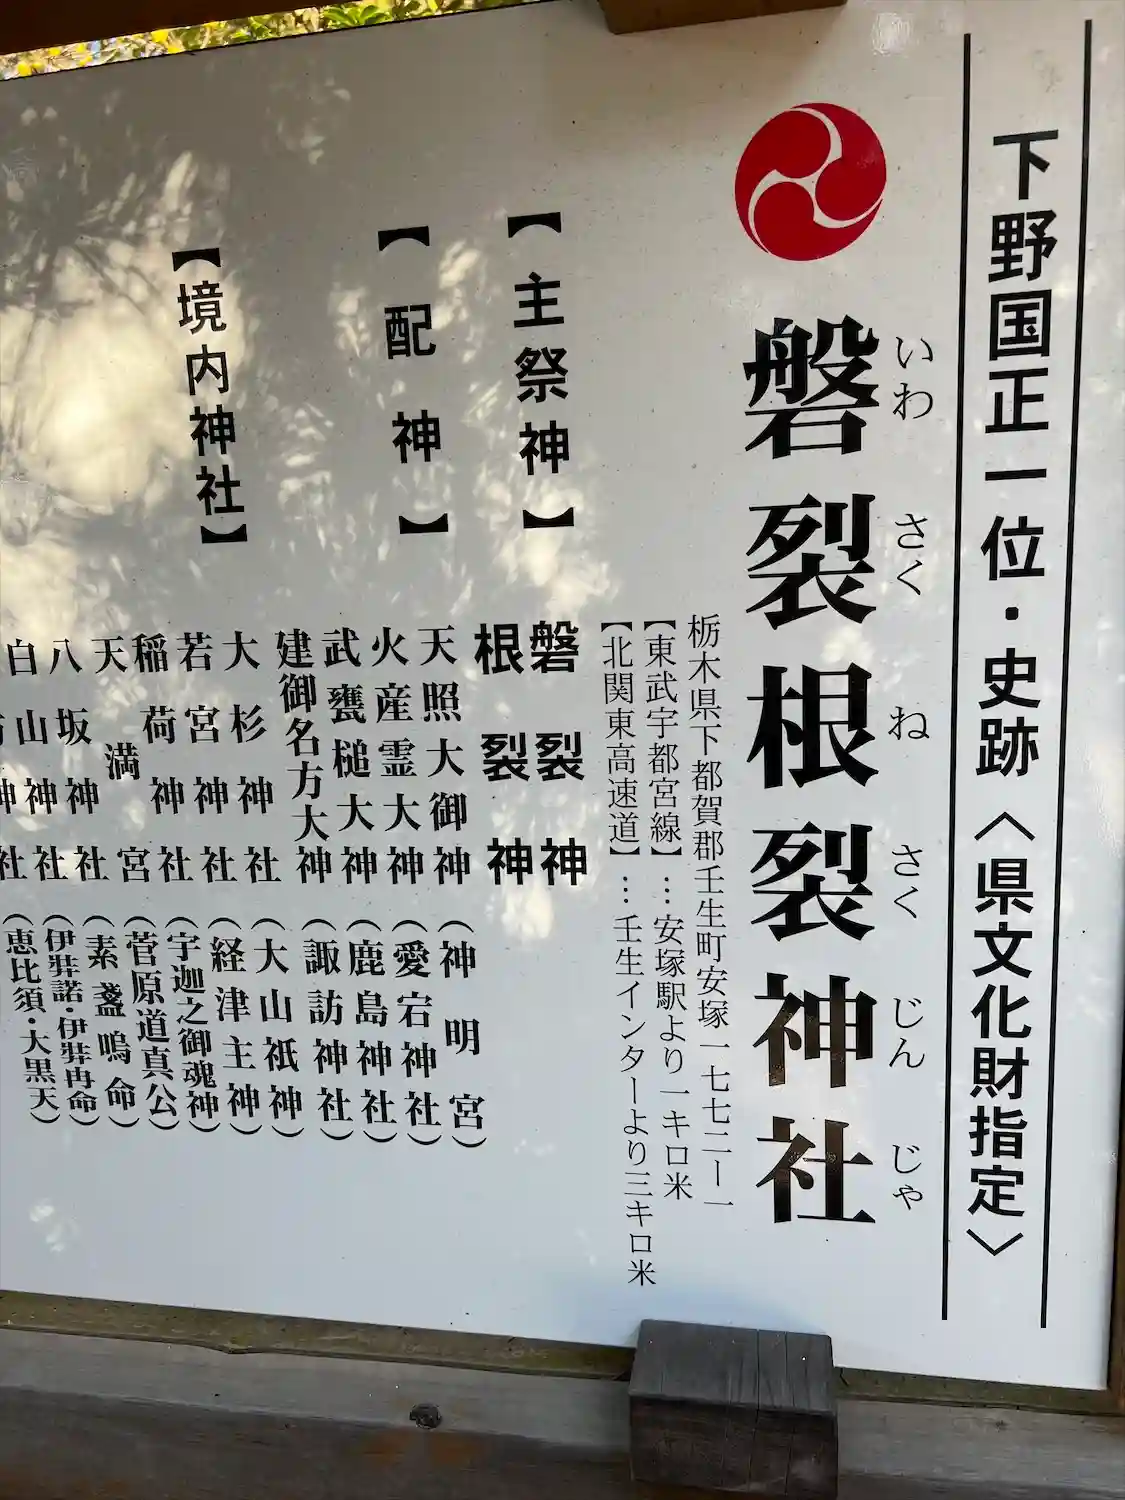 下野国正一位・史跡〈県文化財指定〉
いわ さく ね さく じん じゃ
磐裂根裂神社
栃木県下都賀郡壬生町安塚一七七二ー一
【東武宇都宮線】…安塚駅より一キロ米
【北関東高速道】…壬生インターより三キロ米
【主祭神】
磐裂神
根裂神
【配神】
天照大御神(神明宮)
火産霊大神(愛宕神社)
武甕槌大神(鹿島神社)
建御名方大神(諏訪神社)
【境内神社】
大杉神社(大山祇神)
若宮神社(経津主神)
稲荷神社(宇迦之御魂神)
天満宮(菅原道真公)
八坂神社(素盞嗚命)
白山神社(伊弉諾・伊弉冉命)
神社(恵比須・大黒天)